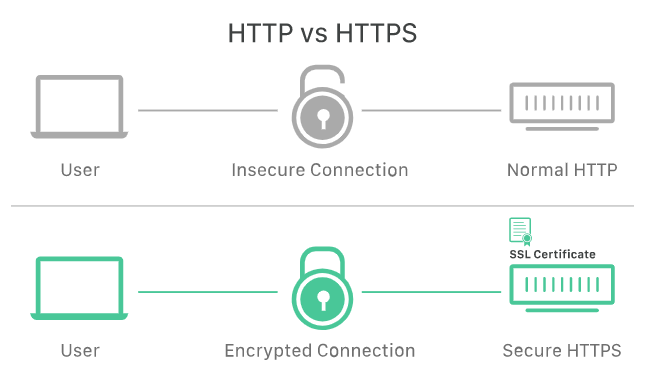 HTTP vs HTTPS
User
Insecure Connection
Normal HTTP
SSL Certificate
User
Encrypted Connection
Secure HTTPS